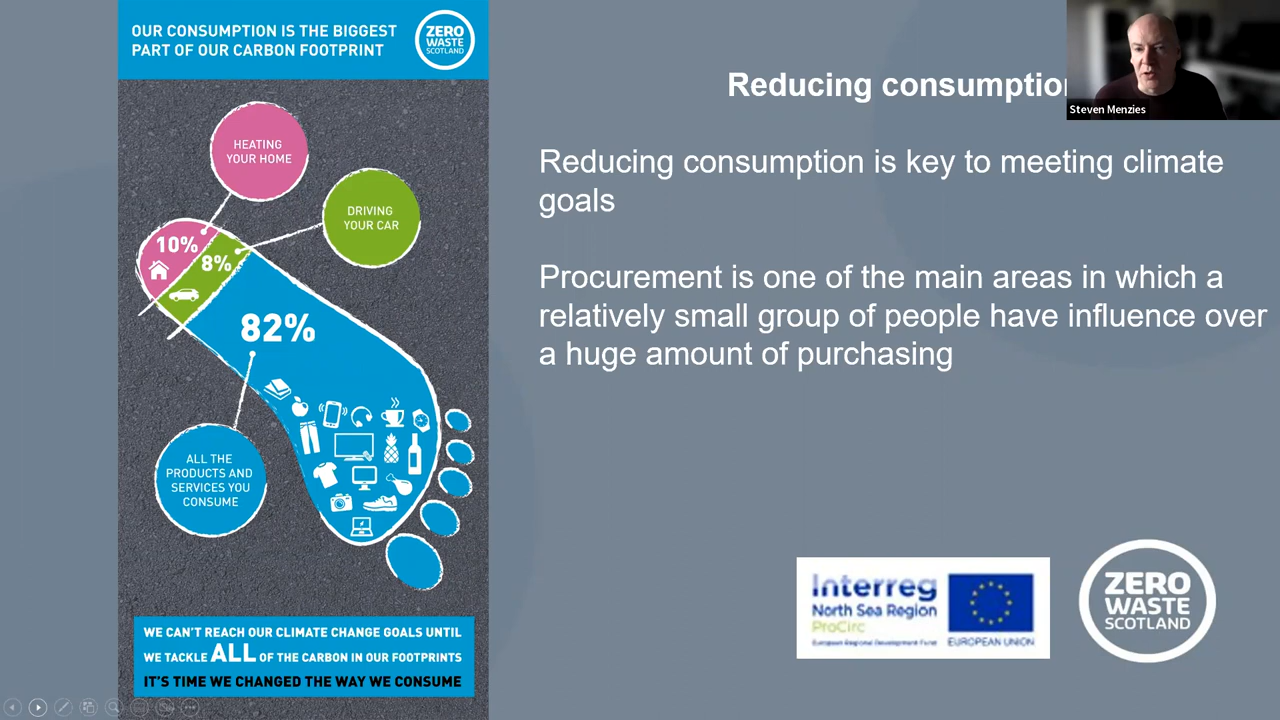 OUR CONSUMPTION IS THE BIGGEST
PART OF OUR CARBON FOOTPRINT
ZERO
WASTE
SCOTLAND
HEATING
YOUR HOME
DRIVING
YOUR CAR
10%
8%
82%
ALL THE
PRODUCTS AND
SERVICES YOU
CONSUME
WE CAN'T REACH OUR CLIMATE CHANGE GOALS UNTIL
WE TACKLE ALL OF THE CARBON IN OUR FOOTPRINTS
IT'S TIME WE CHANGED THE WAY WE CONSUME
Reducing consumptio
Steven Menzies
Reducing consumption is key to meeting climate
goals
Procurement is one of the main areas in which a
relatively small group of people have influence over
a huge amount of purchasing
Interreg
North Sea Region
ProCirc
European Regional Development Fund
EUROPEAN UNION
ZERO
WASTE
SCOTLAND